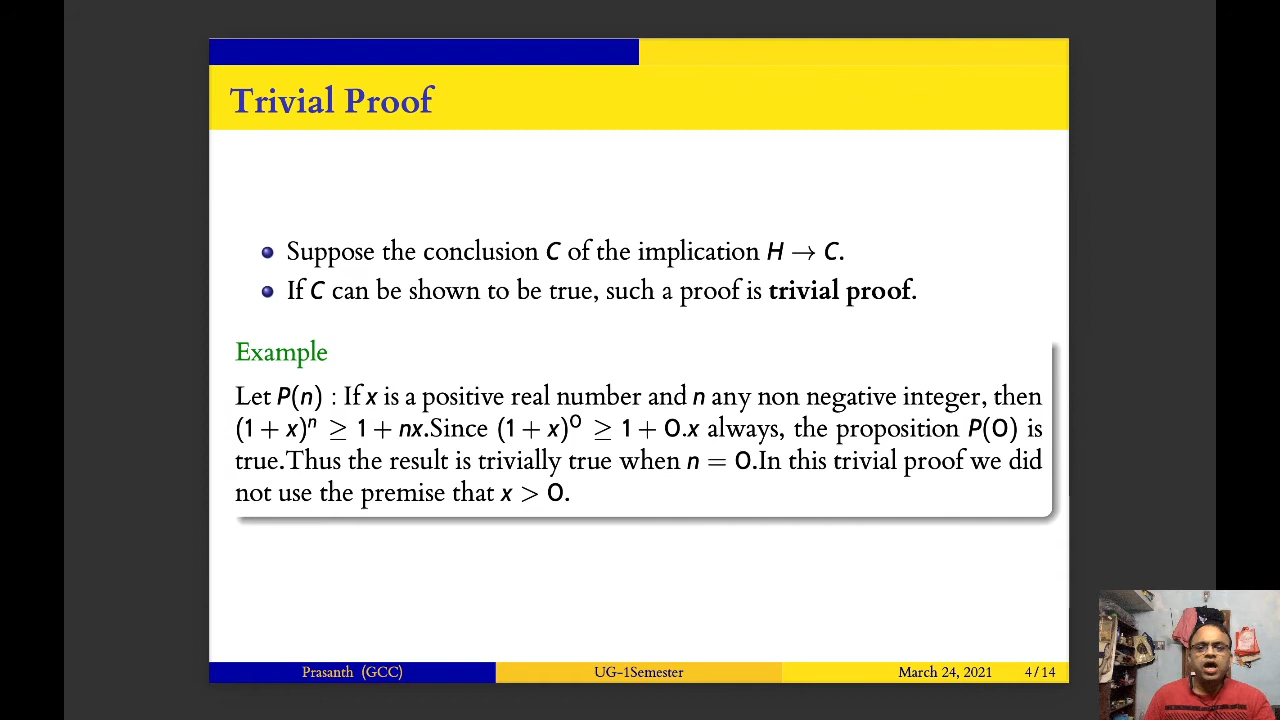 Trivial Proof
Suppose the conclusion C of the implication H → C.
If C can be shown to be true, such a proof is trivial proof.
Example
Let P(n) : If x is a positive real number and n any non negative integer, then
(1 + x)ⁿ ≥ 1 + nx.Since (1 + x)⁰ ≥ 1 + 0.x always, the proposition P(0) is
true.Thus the result is trivially true when n = 0.In this trivial proof we did
not use the premise that x > 0.
Prasanth (GCC) UG-1Semester March 24, 2021 4/14